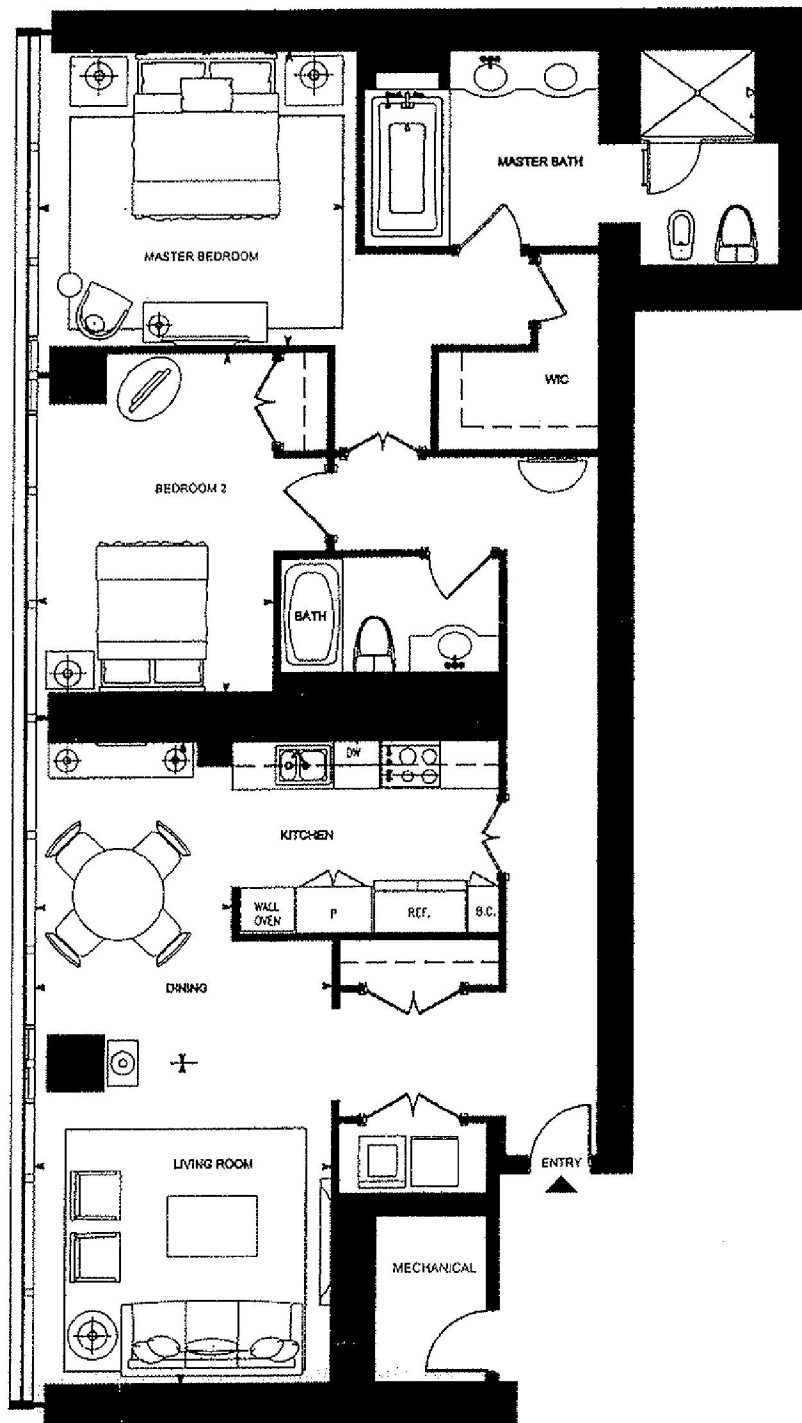 MASTER BATH
MASTER BEDROOM
WIC
BEDROOM 2
BATH
DW
KITCHEN
WALL
OVEN
P
REF.
B.C.
DINING
LIVING ROOM
ENTRY
MECHANICAL